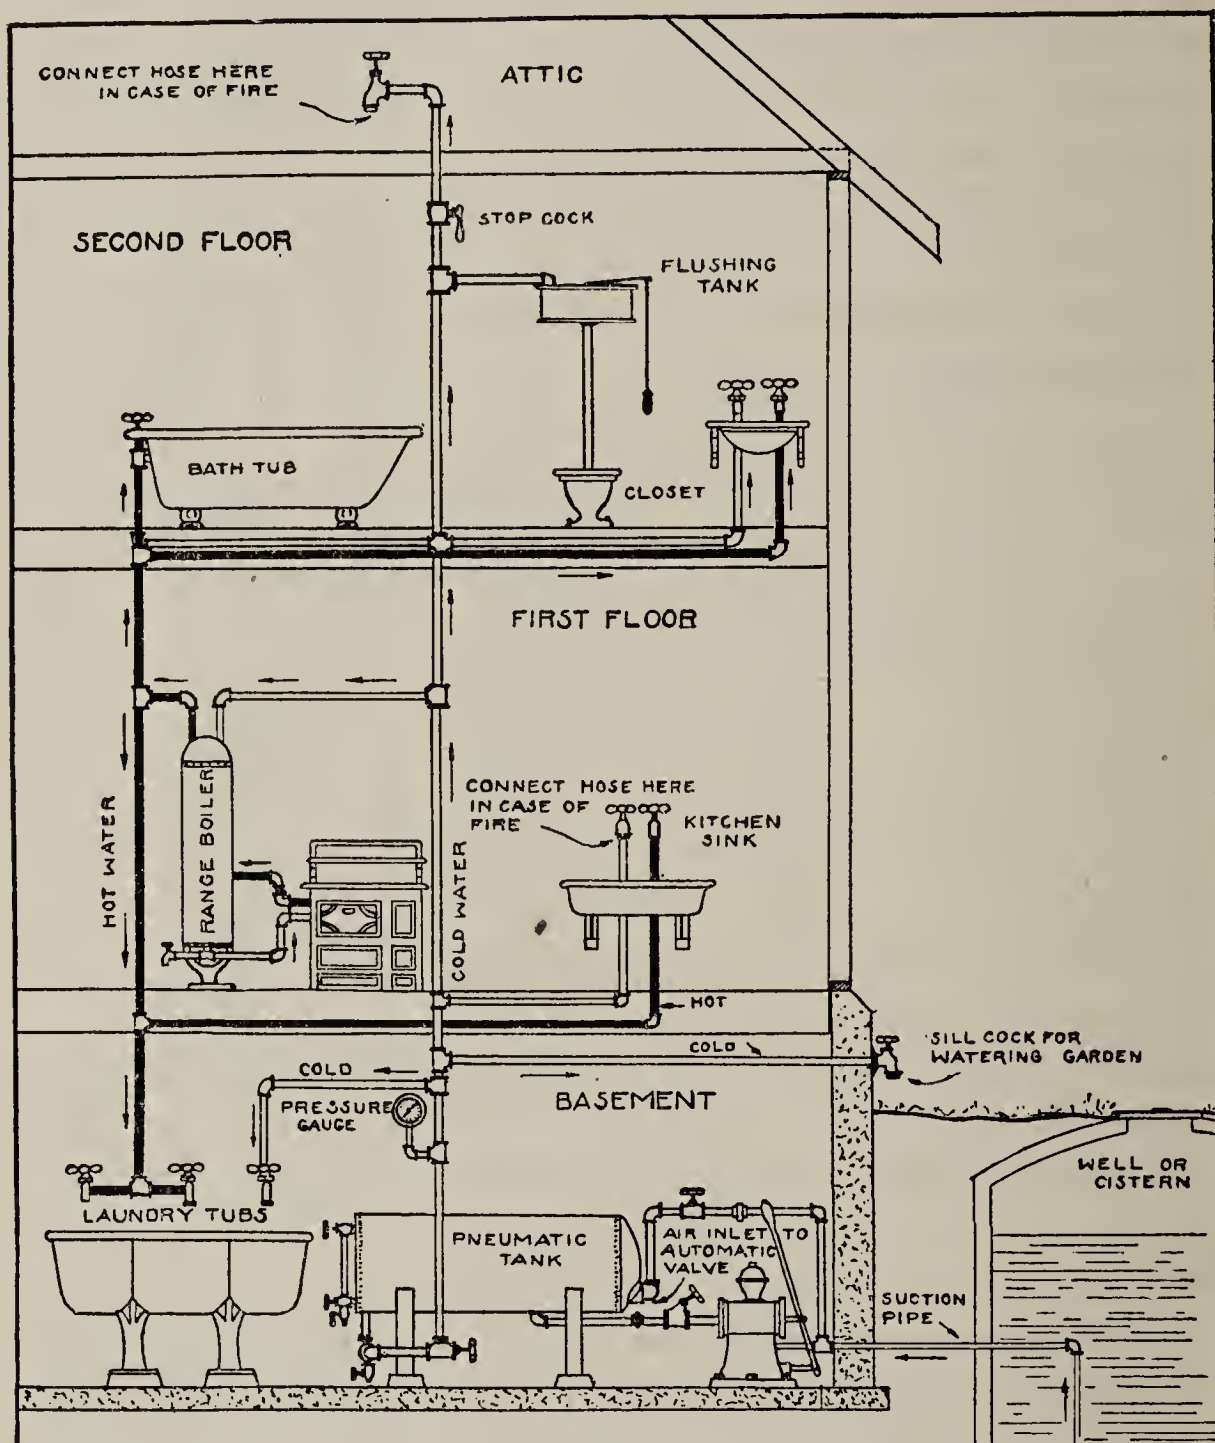 CONNECT HOSE HERE
IN CASE OF FIRE
ATTIC
STOP COCK
SECOND FLOOR
FLUSHING
TANK
BATH TUB
CLOSET
FIRST FLOOR
HOT WATER
RANGE BOILER
COLD WATER
CONNECT HOSE HERE
IN CASE OF
FIRE
KITCHEN
SINK
HOT
COLD
SILL COCK FOR
WATERING GARDEN
COLD
PRESSURE
GAUGE
BASEMENT
WELL OR
CISTERN
LAUNDRY TUBS
PNEUMATIC
TANK
AIR INLET TO
AUTOMATIC
VALVE
SUCTION
PIPE